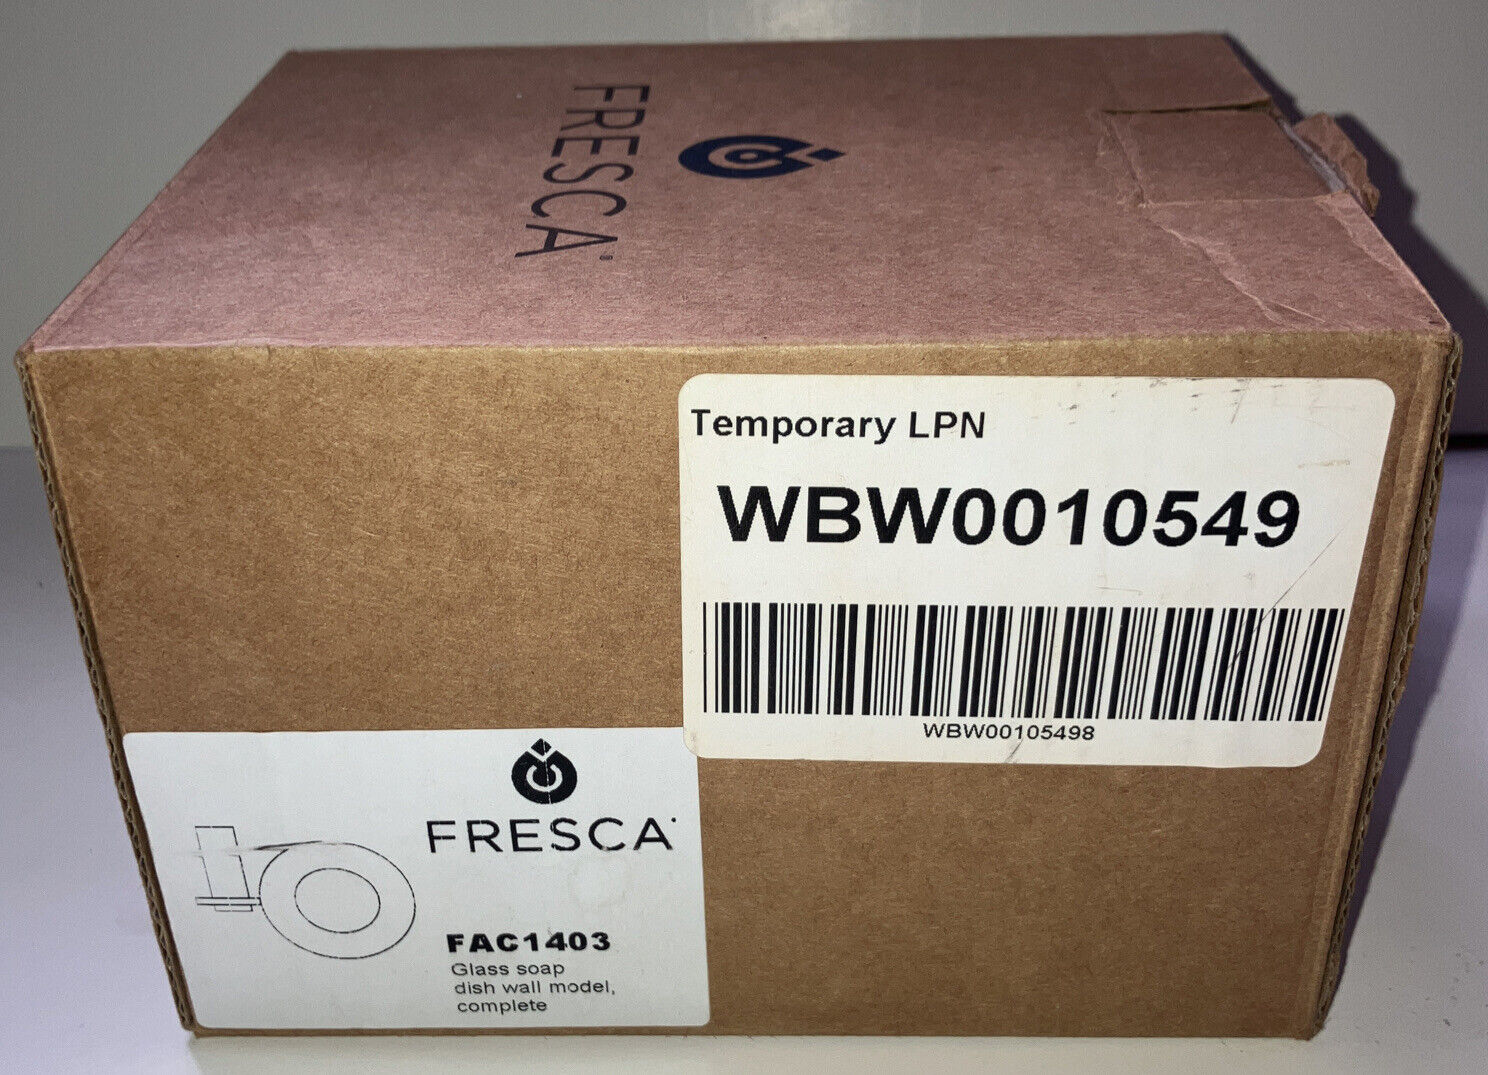 FRESCA®
Temporary LPN
WBW0010549
WBW00105498
FRESCA
FAC1403
Glass soap
dish wall model,
complete